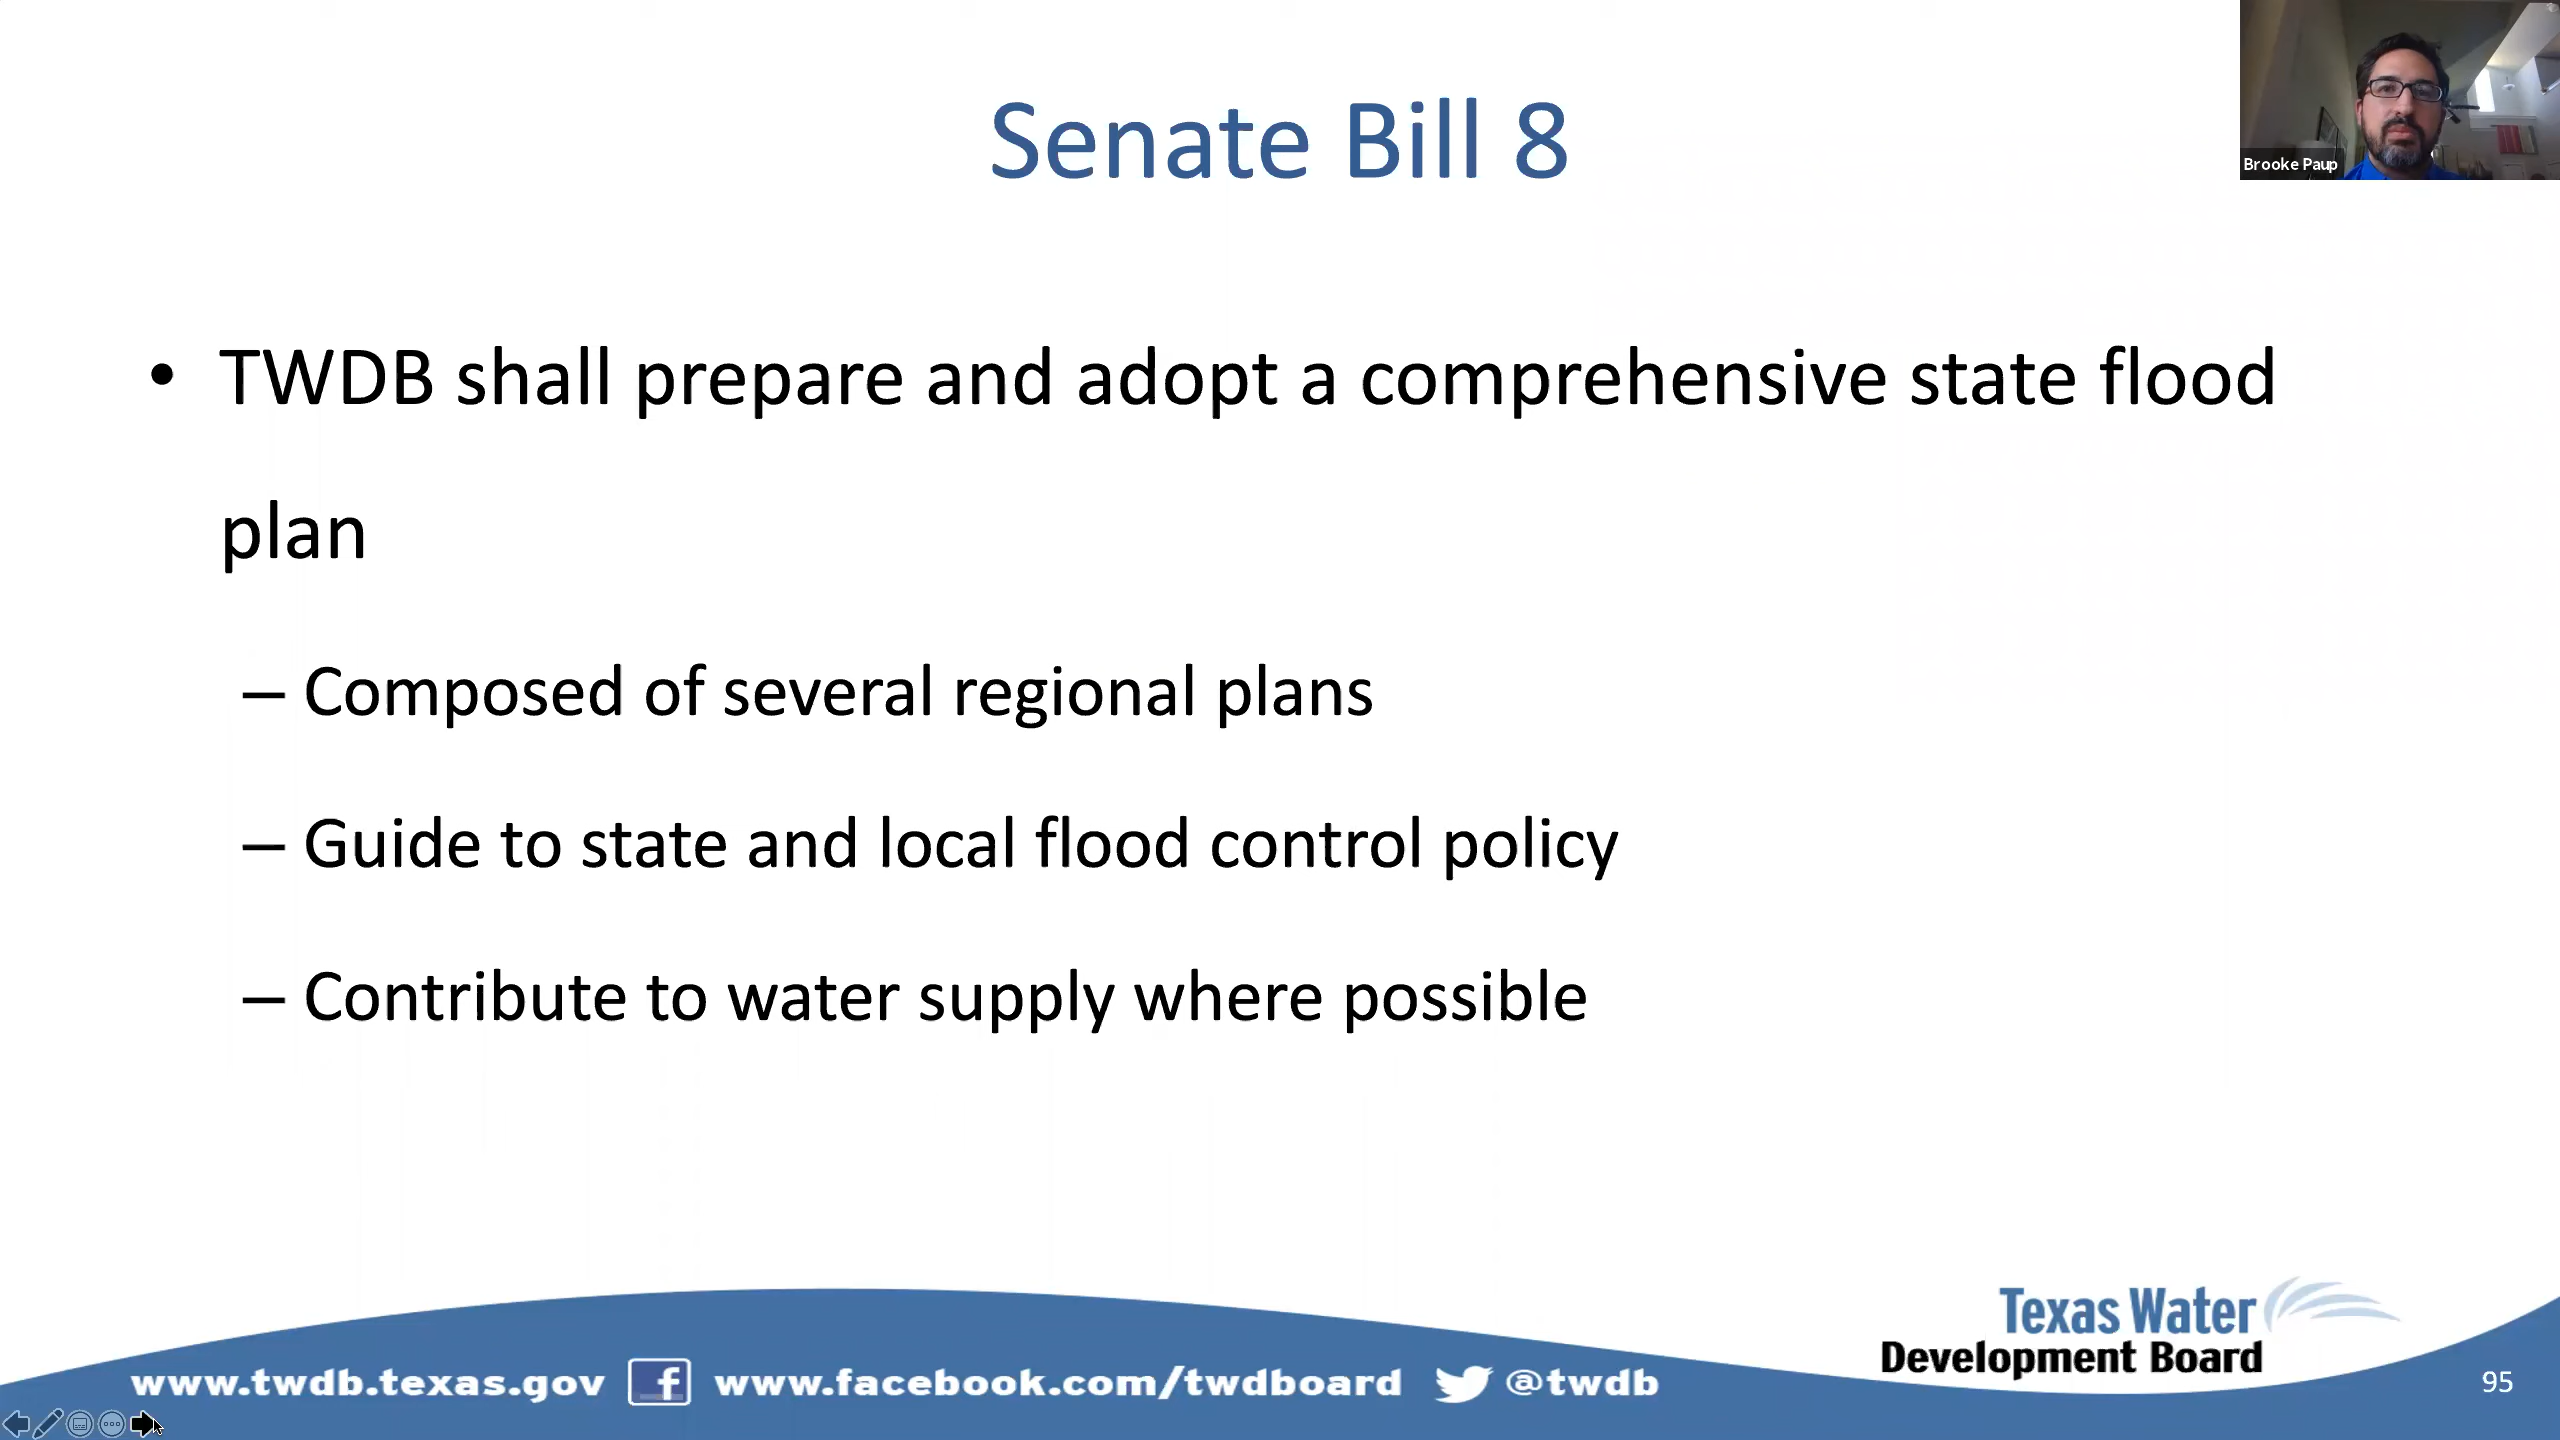 Senate Bill 8
Brooke Paup
• TWDB shall prepare and adopt a comprehensive state flood
plan
– Composed of several regional plans
– Guide to state and local flood control policy
– Contribute to water supply where possible
Texas Water
Development Board
www.twdb.texas.gov f www.facebook.com/twdboard @twdb
95